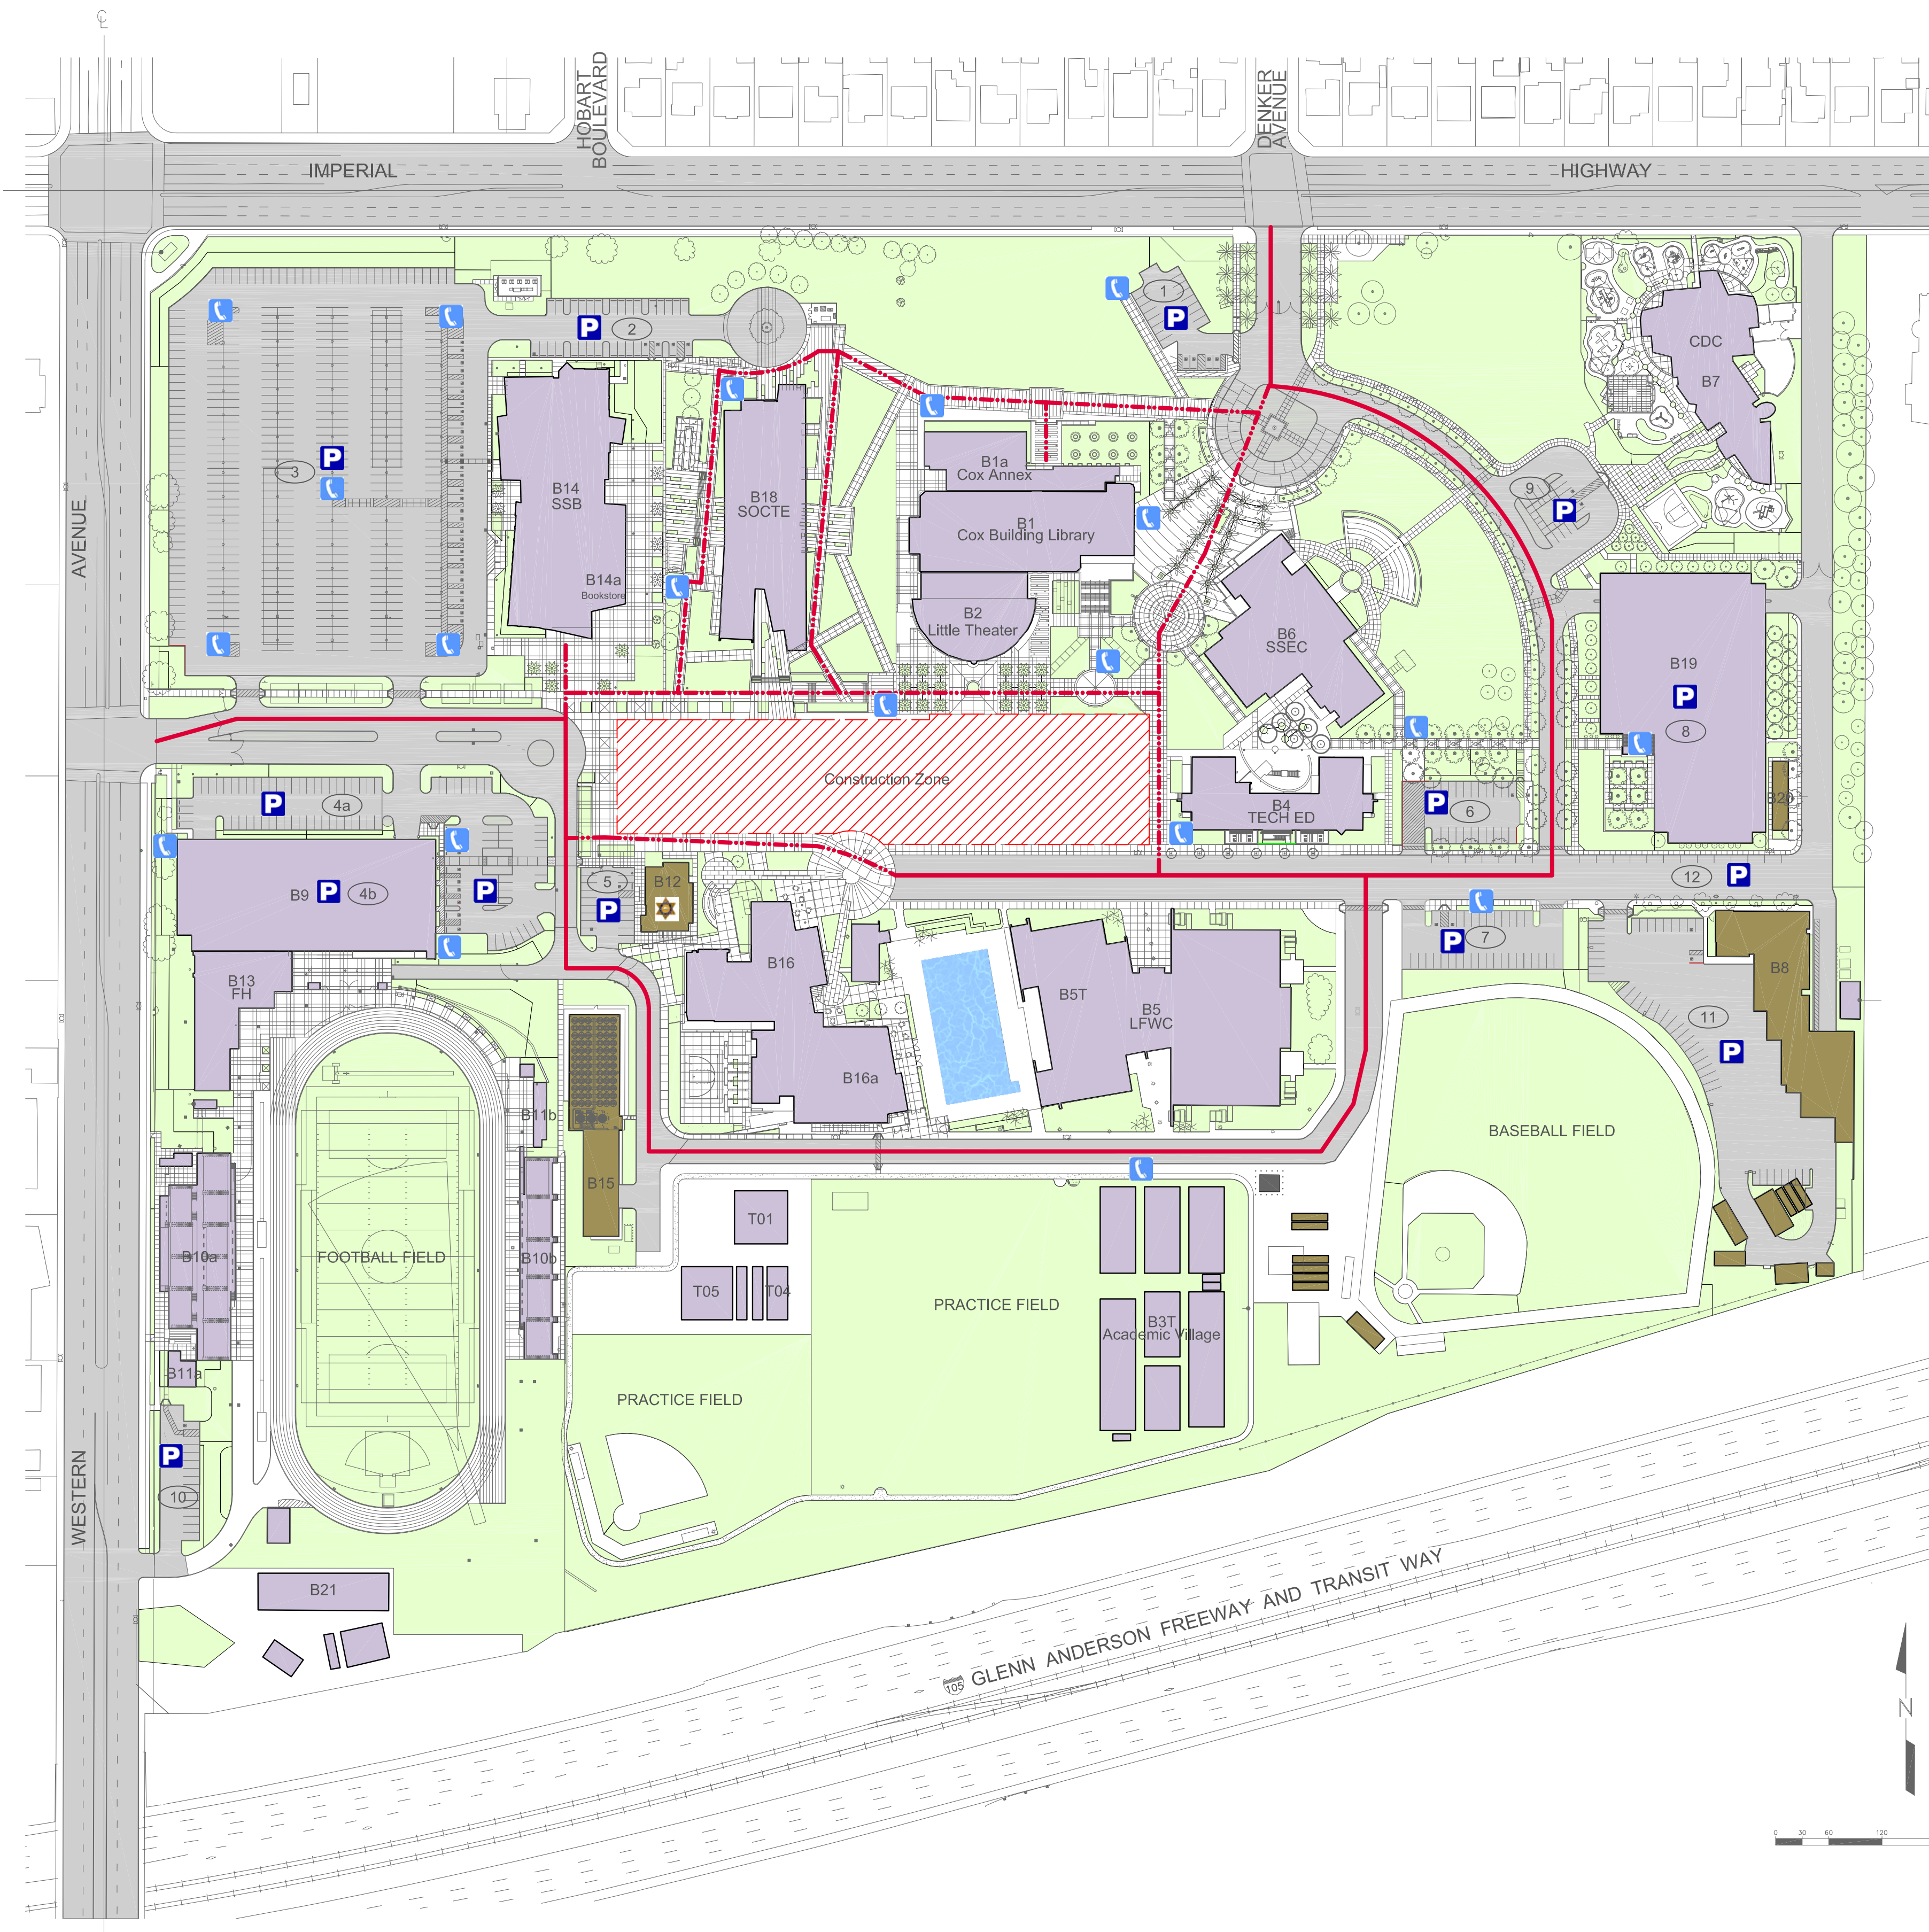 HOBART
BOULEVARD
DENKER
AVENUE
IMPERIAL
HIGHWAY
1
P
P
2
CDC
B7
P
3
B14
SSB
B18
SOCTE
B1a
Cox Annex
B1
Cox Building Library
9
P
AVENUE
B14a
Bookstore
B2
Little Theater
B6
SSEC
B19
P
8
Construction Zone
P
4a
B4
TECH ED
P
6
B20
B9
P
4b
P
5
P
B12
12
P
P
7
B13
FH
B16
B5T
B5
LFWC
B8
11
P
B16a
B11b
BASEBALL FIELD
B15
T01
B10a
FOOTBALL FIELD
B10b
T05
T04
PRACTICE FIELD
B3T
Academic Village
B11a
PRACTICE FIELD
P
10
WESTERN
B21
105
GLENN ANDERSON FREEWAY AND TRANSIT WAY
N
0 30 60 120